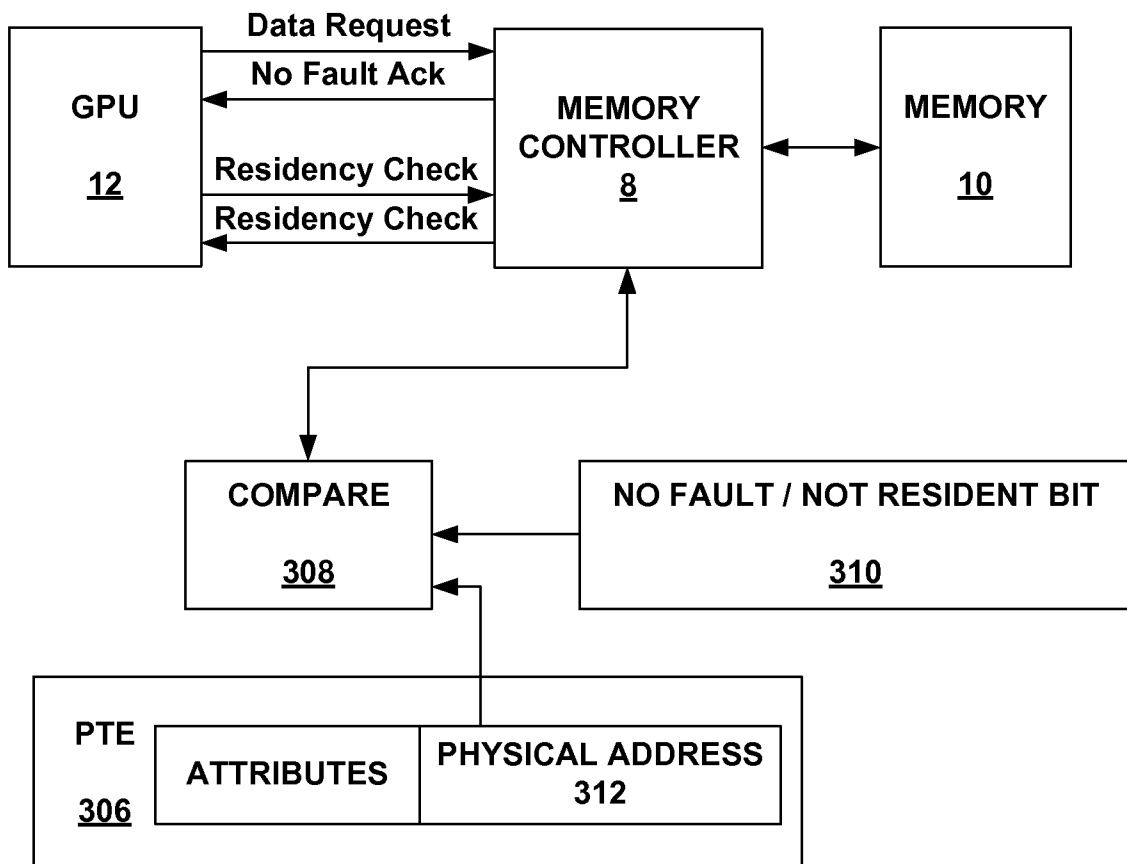 Data Request
No Fault Ack
GPU
12
Residency Check
Residency Check
MEMORY
CONTROLLER
8
MEMORY
10
COMPARE
308
NO FAULT / NOT RESIDENT BIT
310
PTE
306
ATTRIBUTES
PHYSICAL ADDRESS
312